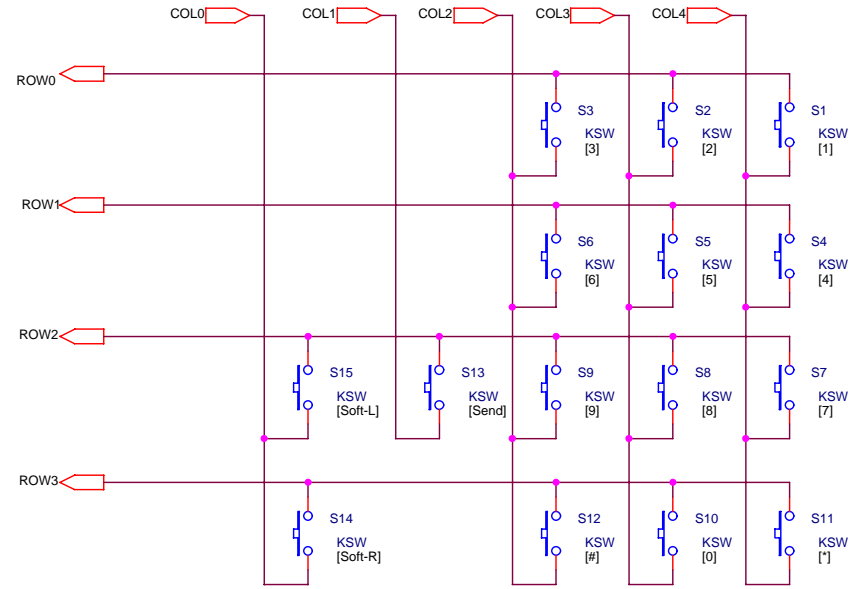 COL0 COL1 COL2 COL3 COL4
ROW0
S3 S2 S1
KSW KSW KSW
[3] [2] [1]
ROW1
S6 S5 S4
KSW KSW KSW
[6] [5] [4]
ROW2
S15 S13 S9 S8 S7
KSW KSW KSW KSW KSW
[Soft-L] [Send] [9] [8] [7]
ROW3
S14 S12 S10 S11
KSW KSW KSW KSW
[Soft-R] [#] [0] [*]